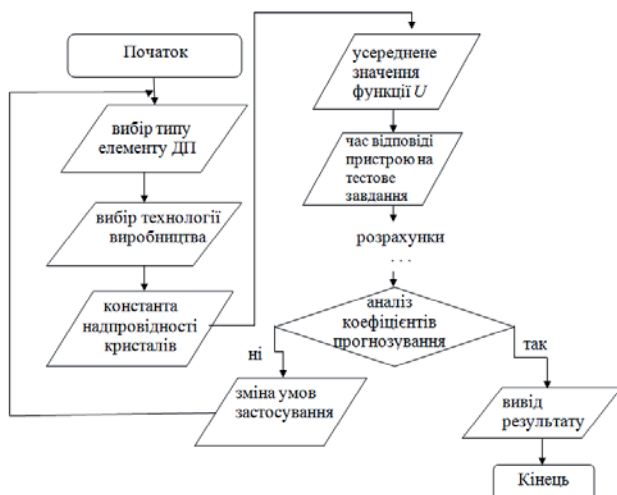 Початок
вибір типу
елементу ДП
вибір технології
виробництва
константа
надпровідності
кристалів
усереднене
значення
функції U
час відповіді
пристрою на
тестове
завдання
розрахунки
. . .
аналіз
коефіцієнтів
прогнозування
ні
так
зміна умов
застосування
вивід
результату
Кінець